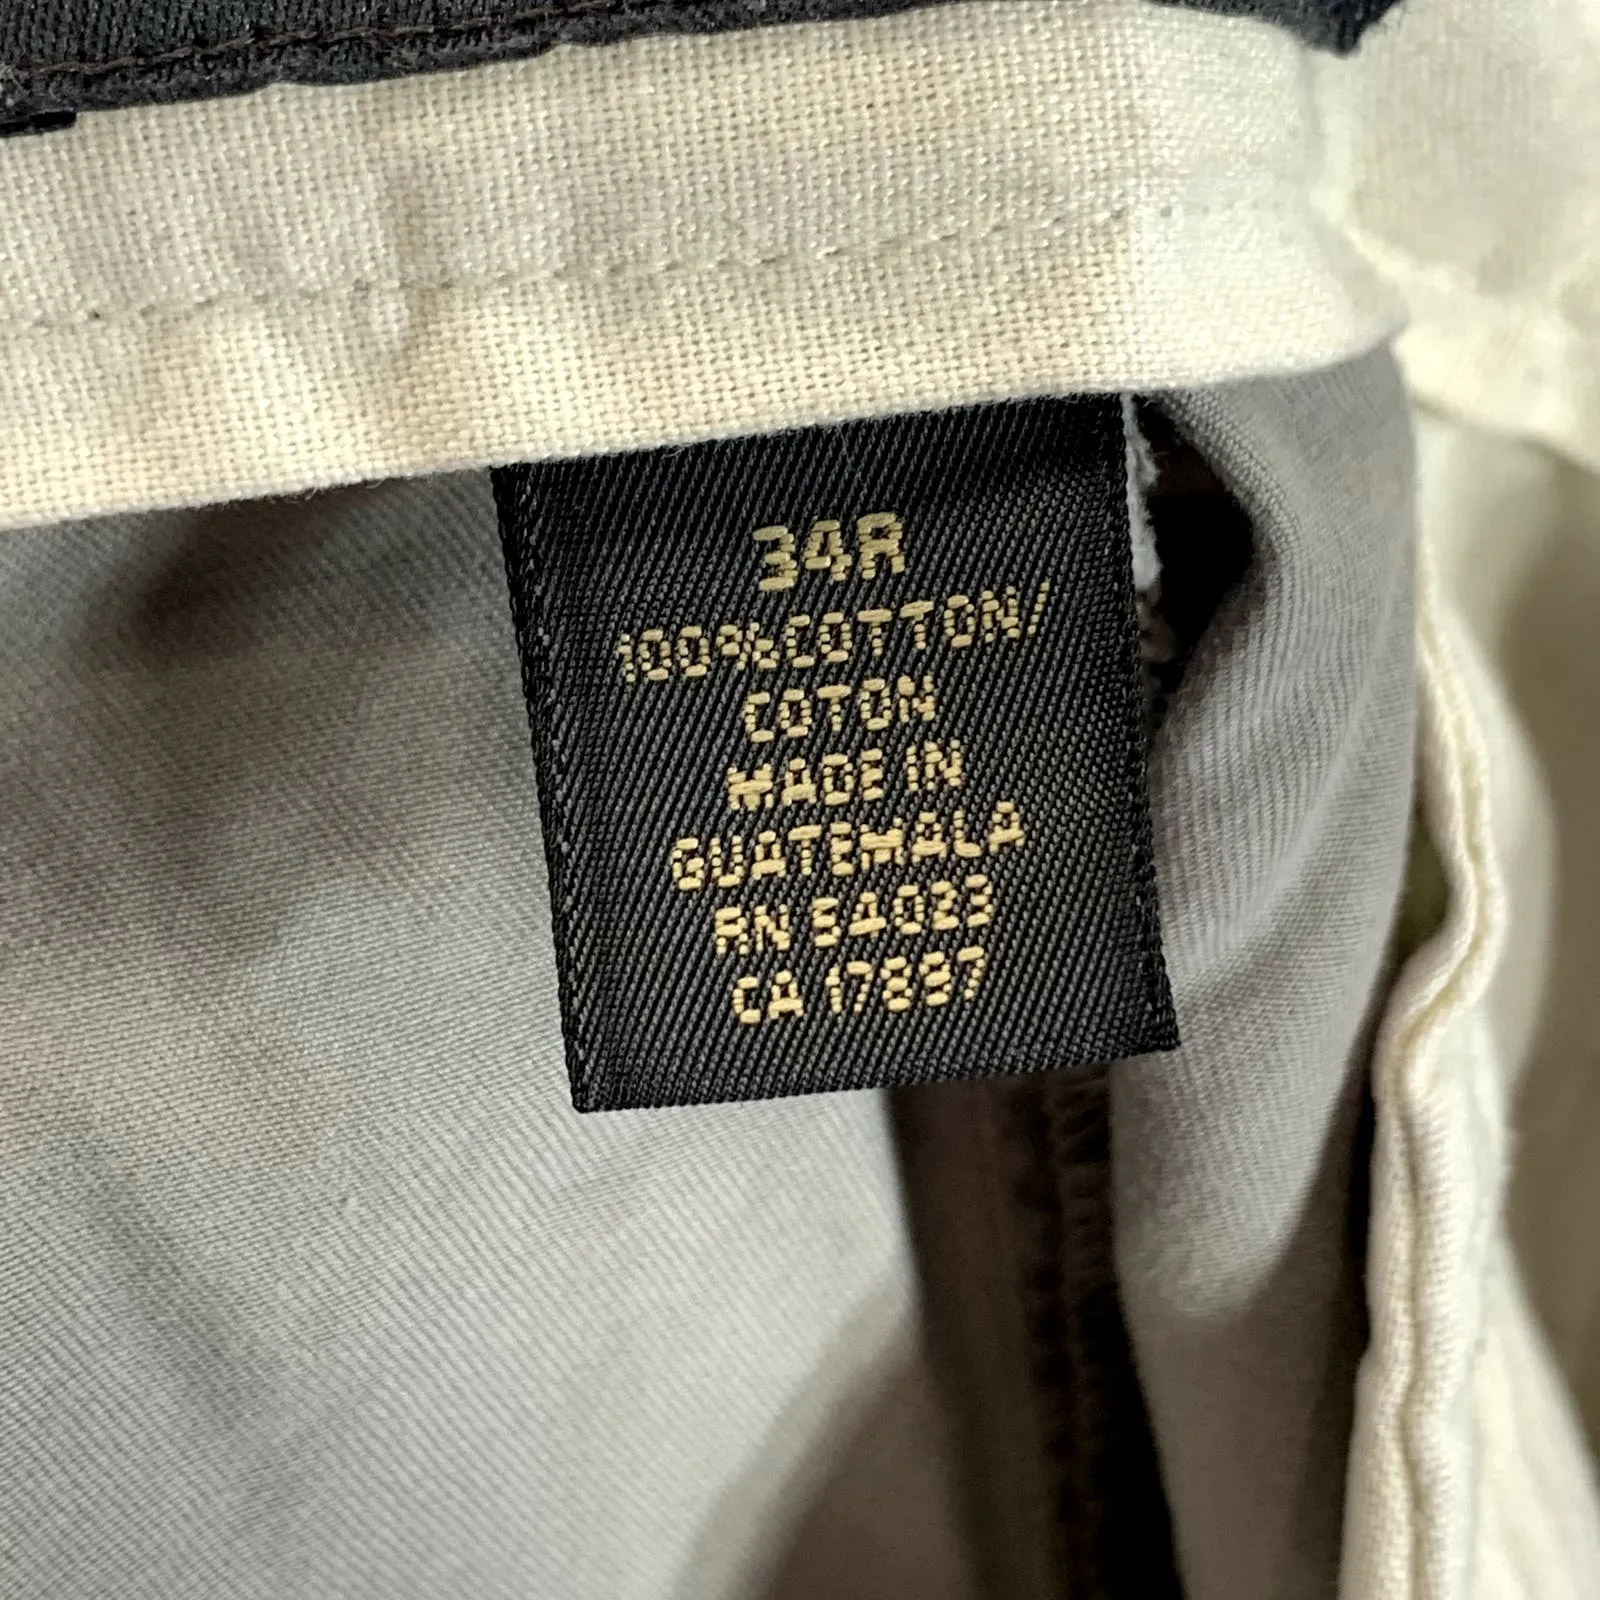 34R
100%COTTON/
COTON
MADE IN
GUATEMALA
RN 54023
CA 17897